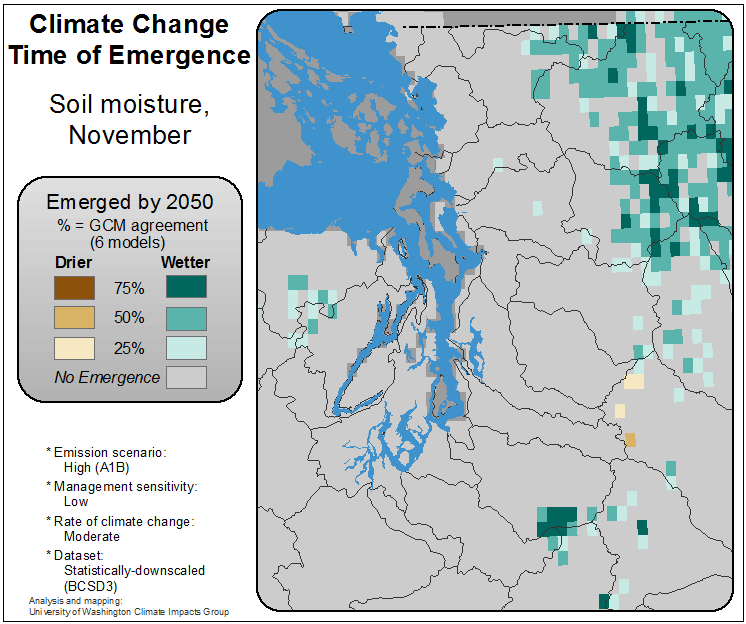 Climate Change
Time of Emergence
Soil moisture,
November
Emerged by 2050
% = GCM agreement
(6 models)
Drier Wetter
75%
50%
25%
No Emergence
* Emission scenario:
High (A1B)
* Management sensitivity:
Low
* Rate of climate change:
Moderate
* Dataset:
Statistically-downscaled
(BCSD3)
Analysis and mapping:
University of Washington Climate Impacts Group